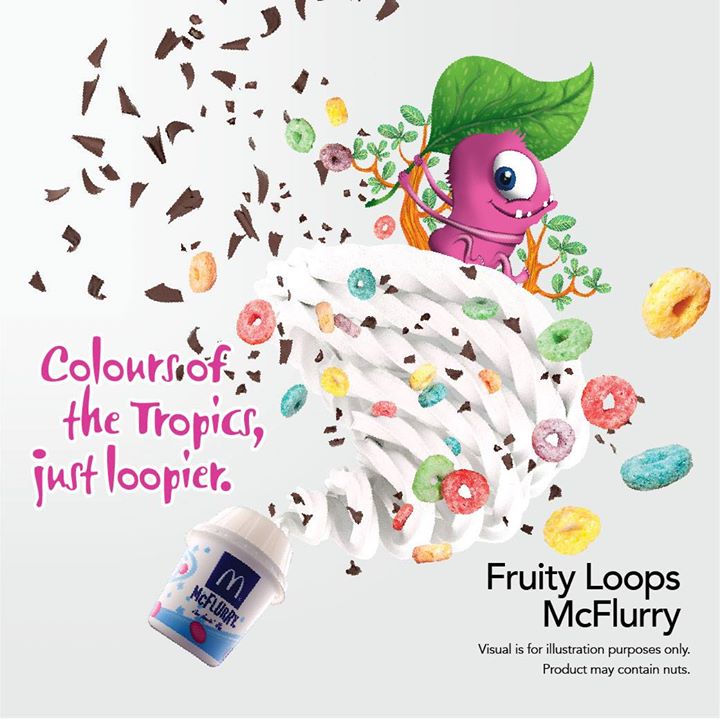 Colours of
the Tropics,
just loopier.
McFLURRY
Fruity Loops
McFlurry
Visual is for illustration purposes only.
Product may contain nuts.